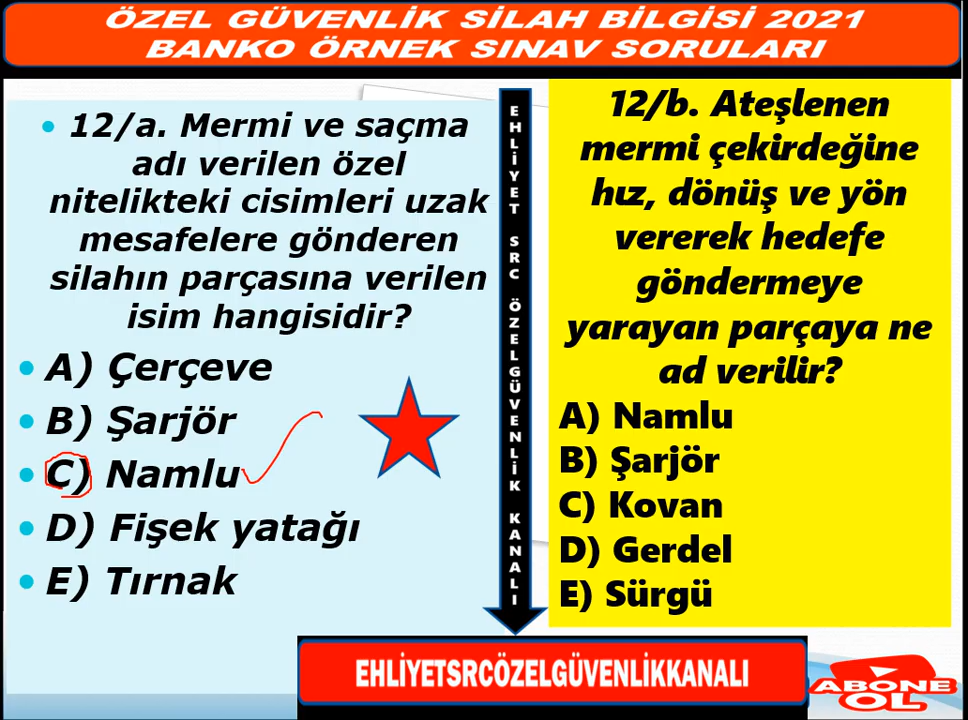 ÖZEL GÜVENLİK SİLAH BİLGİSİ 2021
BANKO ÖRNEK SINAV SORULARI
• 12/a. Mermi ve saçma
adı verilen özel
nitelikteki cisimleri uzak
mesafelere gönderen
silahın parçasına verilen
isim hangisidir?
• A) Çerçeve
• B) Şarjör
• C) Namlu
• D) Fişek yatağı
• E) Tırnak
EHLİYET SRC ÖZELGÜVENLİK KANALI
12/b. Ateşlenen
mermi çekirdeğine
hız, dönüş ve yön
vererek hedefe
göndermeye
yarayan parçaya ne
ad verilir?
A) Namlu
B) Şarjör
C) Kovan
D) Gerdel
E) Sürgü
EHLİYETSRCÖZELGÜVENLİKKANALI
ABONE
OL